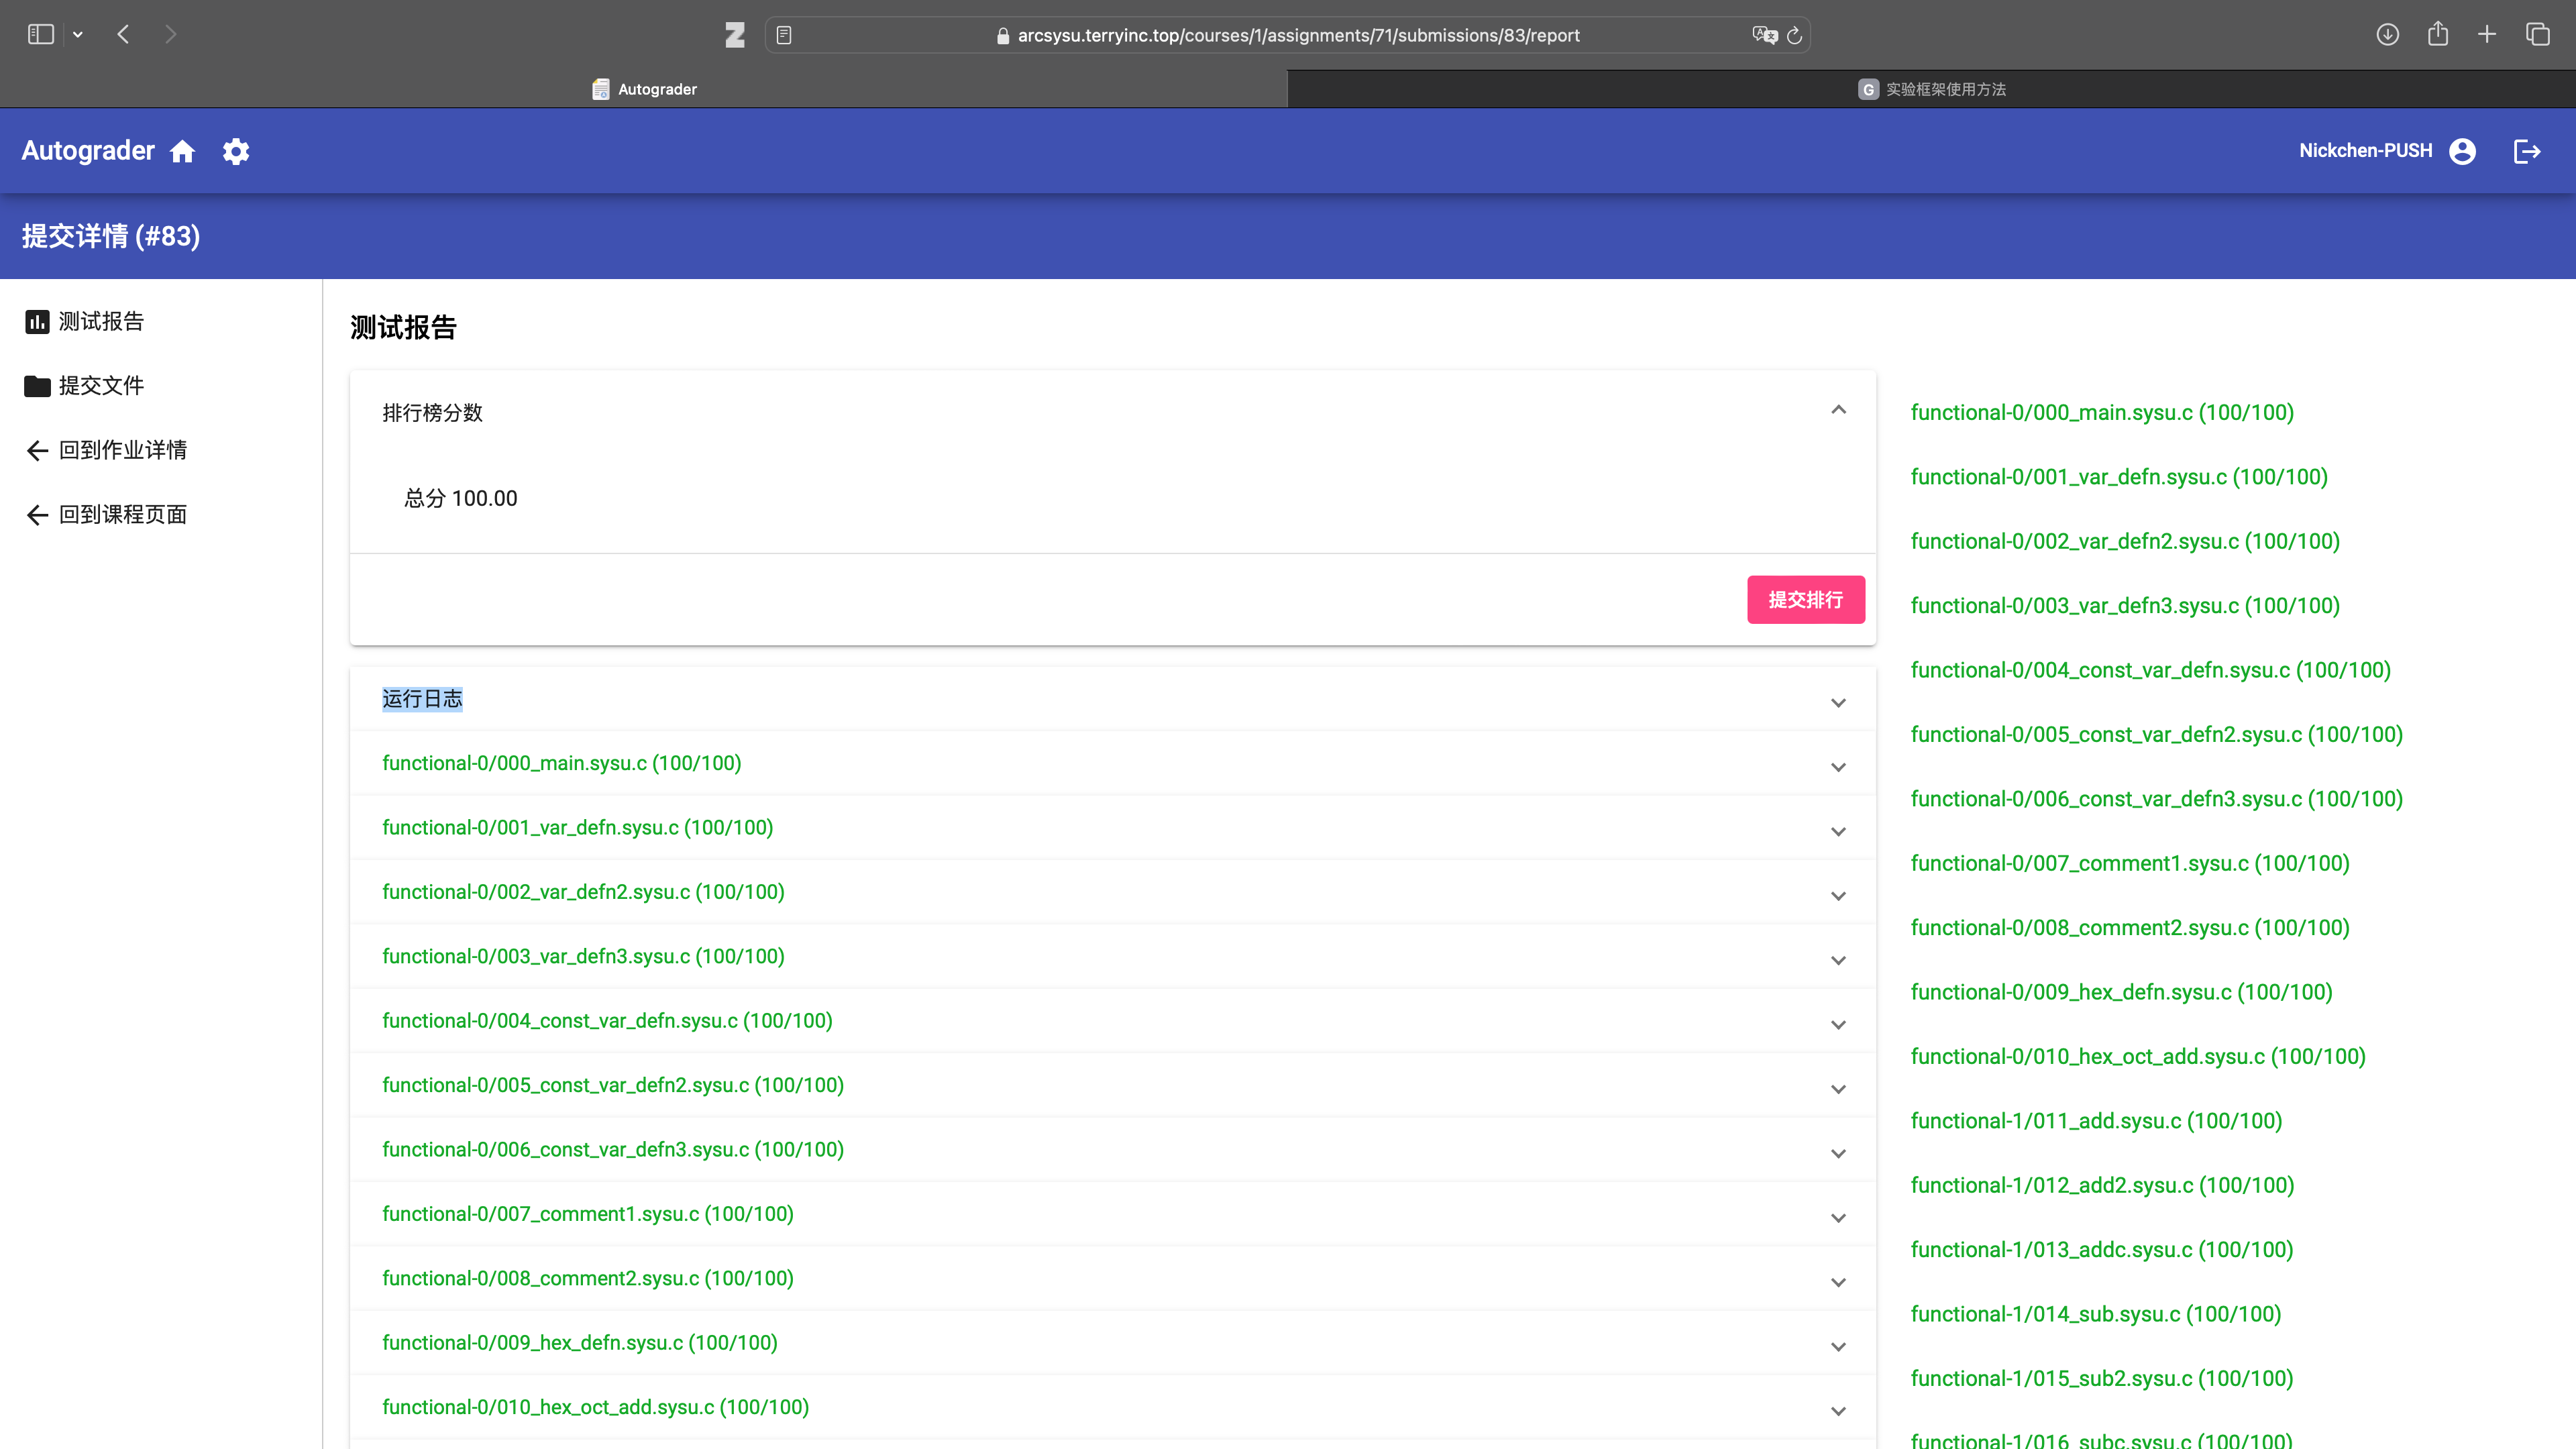 arcsysu.terryinc.top/courses/1/assignments/71/submissions/83/report
Autograder
G 实验框架使用方法
Autograder
Nickchen-PUSH
提交详情 (#83)
测试报告
提交文件
回到作业详情
回到课程页面
测试报告
排行榜分数
总分 100.00
提交排行
运行日志
functional-0/000_main.sysu.c (100/100)
functional-0/001_var_defn.sysu.c (100/100)
functional-0/002_var_defn2.sysu.c (100/100)
functional-0/003_var_defn3.sysu.c (100/100)
functional-0/004_const_var_defn.sysu.c (100/100)
functional-0/005_const_var_defn2.sysu.c (100/100)
functional-0/006_const_var_defn3.sysu.c (100/100)
functional-0/007_comment1.sysu.c (100/100)
functional-0/008_comment2.sysu.c (100/100)
functional-0/009_hex_defn.sysu.c (100/100)
functional-0/010_hex_oct_add.sysu.c (100/100)
functional-0/000_main.sysu.c (100/100)
functional-0/001_var_defn.sysu.c (100/100)
functional-0/002_var_defn2.sysu.c (100/100)
functional-0/003_var_defn3.sysu.c (100/100)
functional-0/004_const_var_defn.sysu.c (100/100)
functional-0/005_const_var_defn2.sysu.c (100/100)
functional-0/006_const_var_defn3.sysu.c (100/100)
functional-0/007_comment1.sysu.c (100/100)
functional-0/008_comment2.sysu.c (100/100)
functional-0/009_hex_defn.sysu.c (100/100)
functional-0/010_hex_oct_add.sysu.c (100/100)
functional-1/011_add.sysu.c (100/100)
functional-1/012_add2.sysu.c (100/100)
functional-1/013_addc.sysu.c (100/100)
functional-1/014_sub.sysu.c (100/100)
functional-1/015_sub2.sysu.c (100/100)
functional-1/016_subc.sysu.c (100/100)